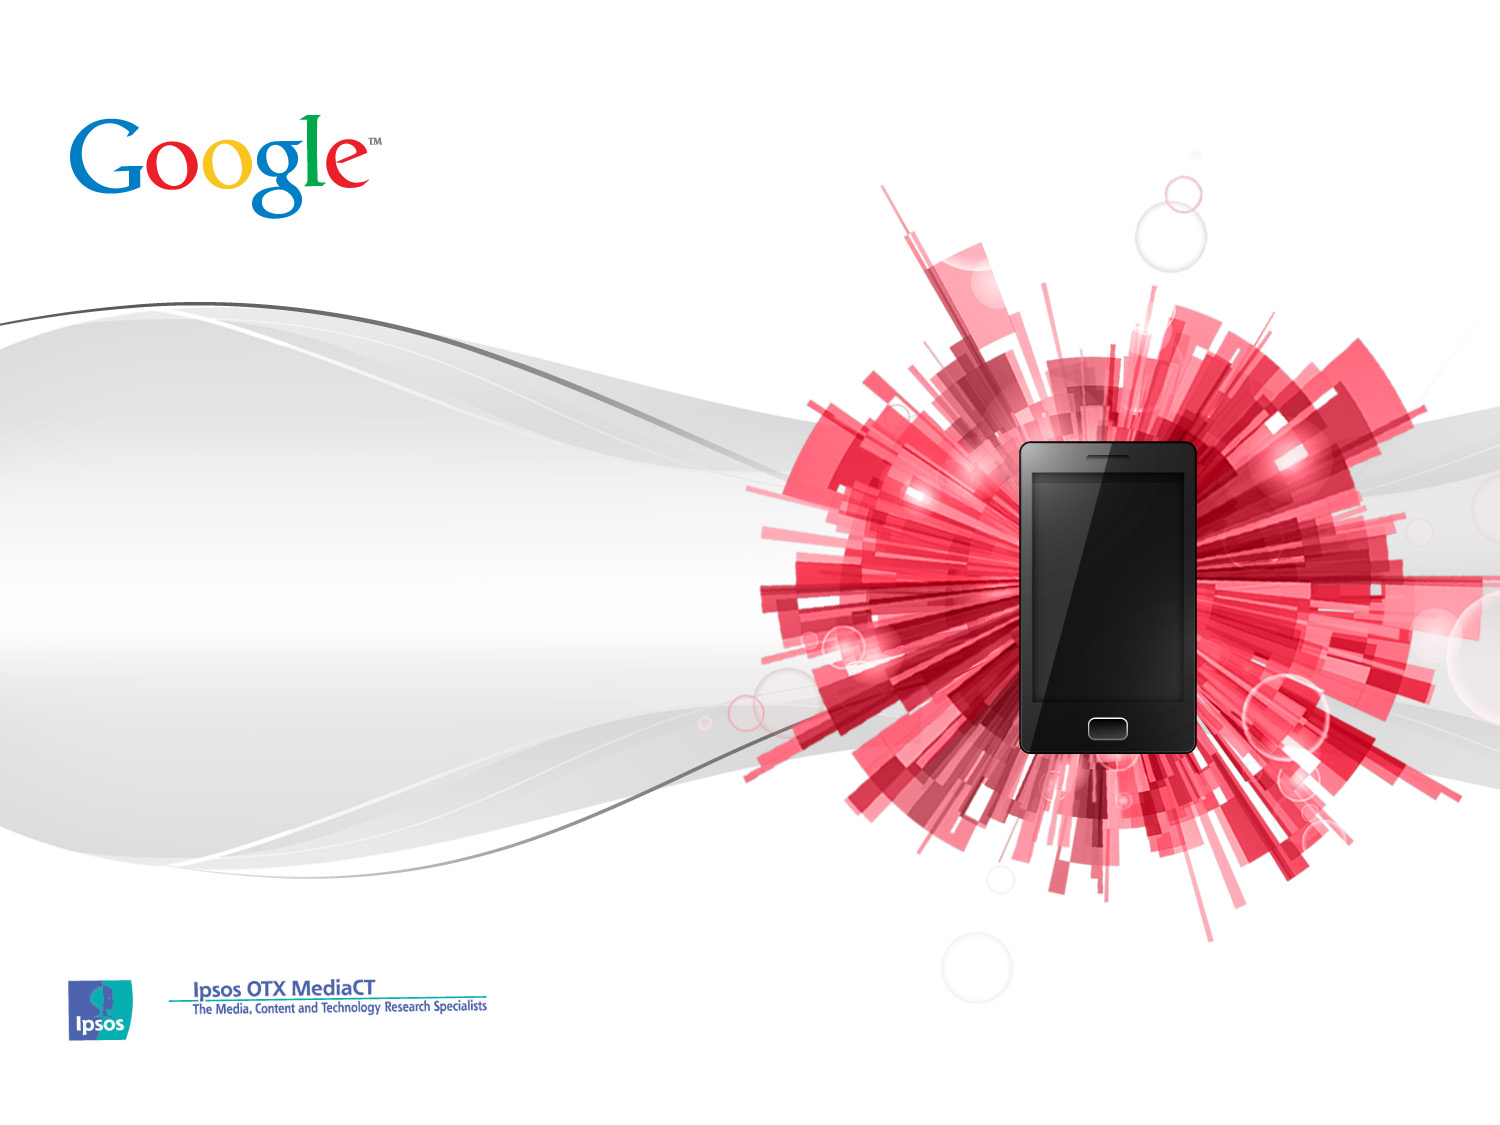 Google™
Ipsos
Ipsos OTX MediaCT
The Media, Content and Technology Research Specialists